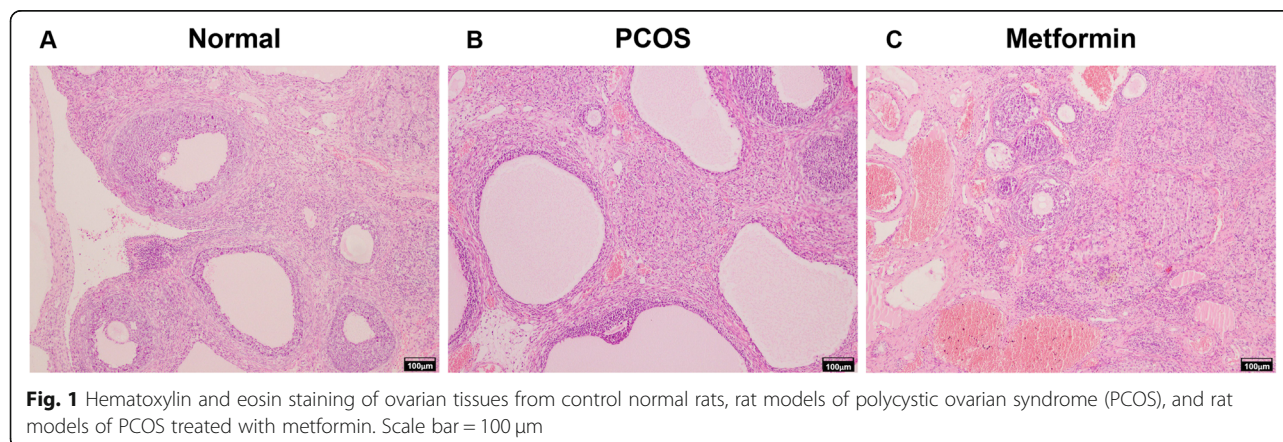 A Normal
B PCOS
C Metformin
100μm
100μm
100μm
Fig. 1 Hematoxylin and eosin staining of ovarian tissues from control normal rats, rat models of polycystic ovarian syndrome (PCOS), and rat
models of PCOS treated with metformin. Scale bar = 100 μm